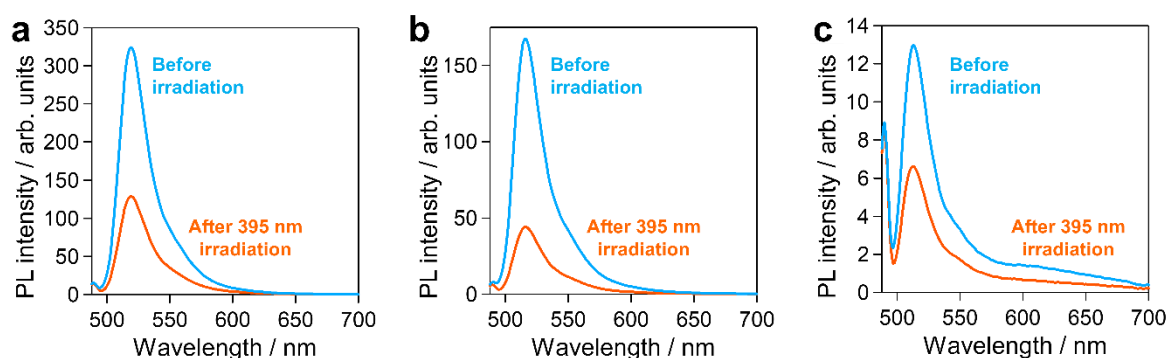 a
PL intensity / arb. units
350
300
250
200
150
100
50
0
Before
irradiation
After 395 nm
irradiation
500 550 600 650 700
Wavelength / nm
b
PL intensity / arb. units
150
100
50
0
Before
irradiation
After 395 nm
irradiation
500 550 600 650 700
Wavelength / nm
c
PL intensity / arb. units
14
12
10
8
6
4
2
0
Before
irradiation
After 395 nm
irradiation
500 550 600 650 700
Wavelength / nm